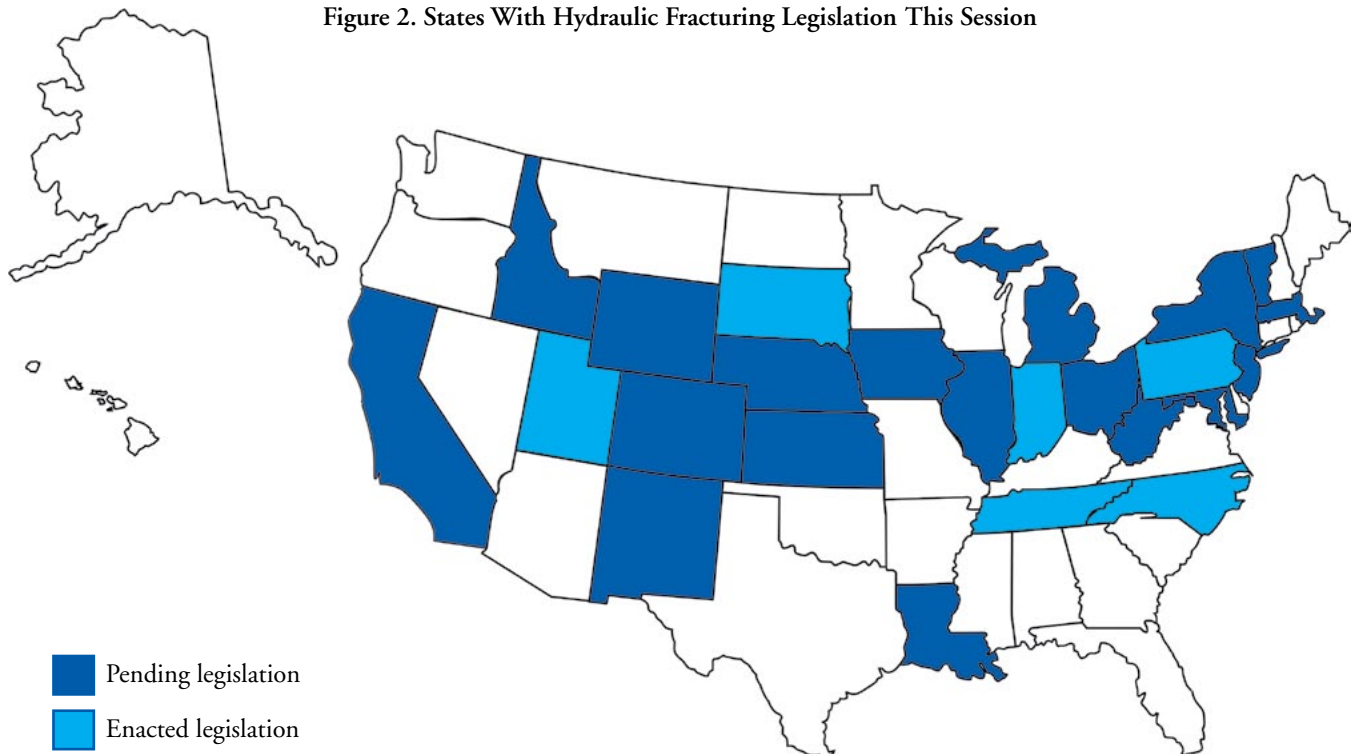 Figure 2. States With Hydraulic Fracturing Legislation This Session
Pending legislation
Enacted legislation